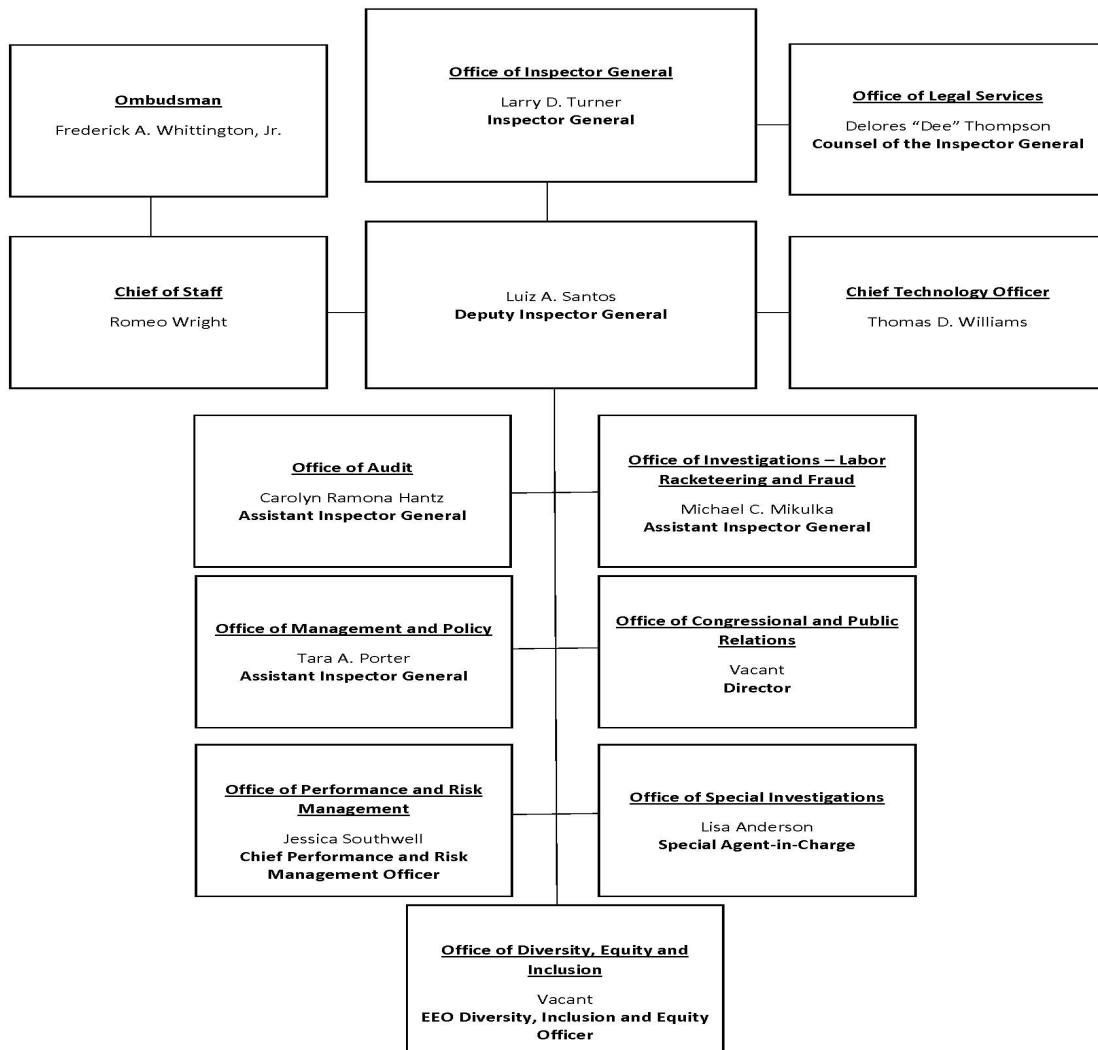 Office of Inspector General
Larry D. Turner
Inspector General
Ombudsman
Frederick A. Whittington, Jr.
Office of Legal Services
Delores “Dee” Thompson
Counsel of the Inspector General
Chief of Staff
Romeo Wright
Luiz A. Santos
Deputy Inspector General
Chief Technology Officer
Thomas D. Williams
Office of Audit
Carolyn Ramona Hantz
Assistant Inspector General
Office of Investigations – Labor
Racketeering and Fraud
Michael C. Mikulka
Assistant Inspector General
Office of Management and Policy
Tara A. Porter
Assistant Inspector General
Office of Congressional and Public
Relations
Vacant
Director
Office of Performance and Risk
Management
Jessica Southwell
Chief Performance and Risk
Management Officer
Office of Special Investigations
Lisa Anderson
Special Agent-in-Charge
Office of Diversity, Equity and
Inclusion
Vacant
EEO Diversity, Inclusion and Equity
Officer